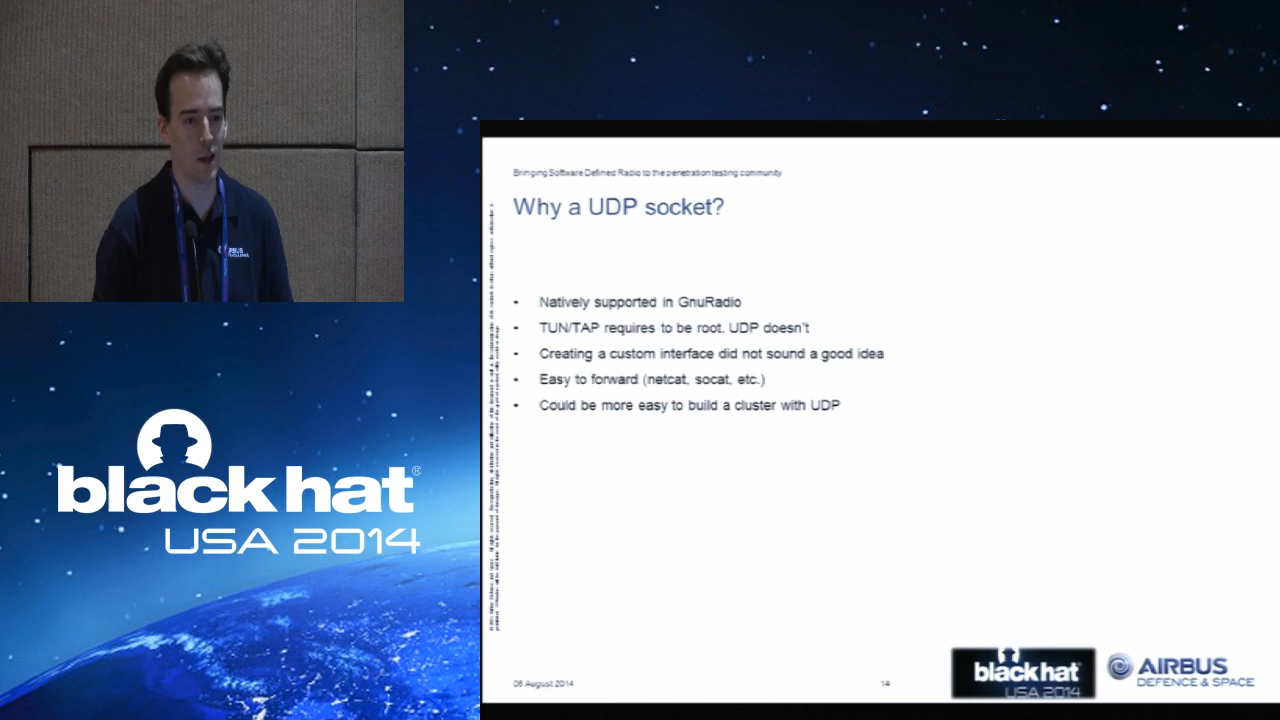 AIRBUS
black hat®
USA 2014
Bringing Software Defined Radio to the penetration testing community
Why a UDP socket?
• Natively supported in GnuRadio
• TUN/TAP requires to be root. UDP doesn't
• Creating a custom interface did not sound a good idea
• Easy to forward (netcat, socat, etc.)
• Could be more easy to build a cluster with UDP
06 August 2014
14
black hat
USA 2014
AIRBUS
DEFENCE & SPACE